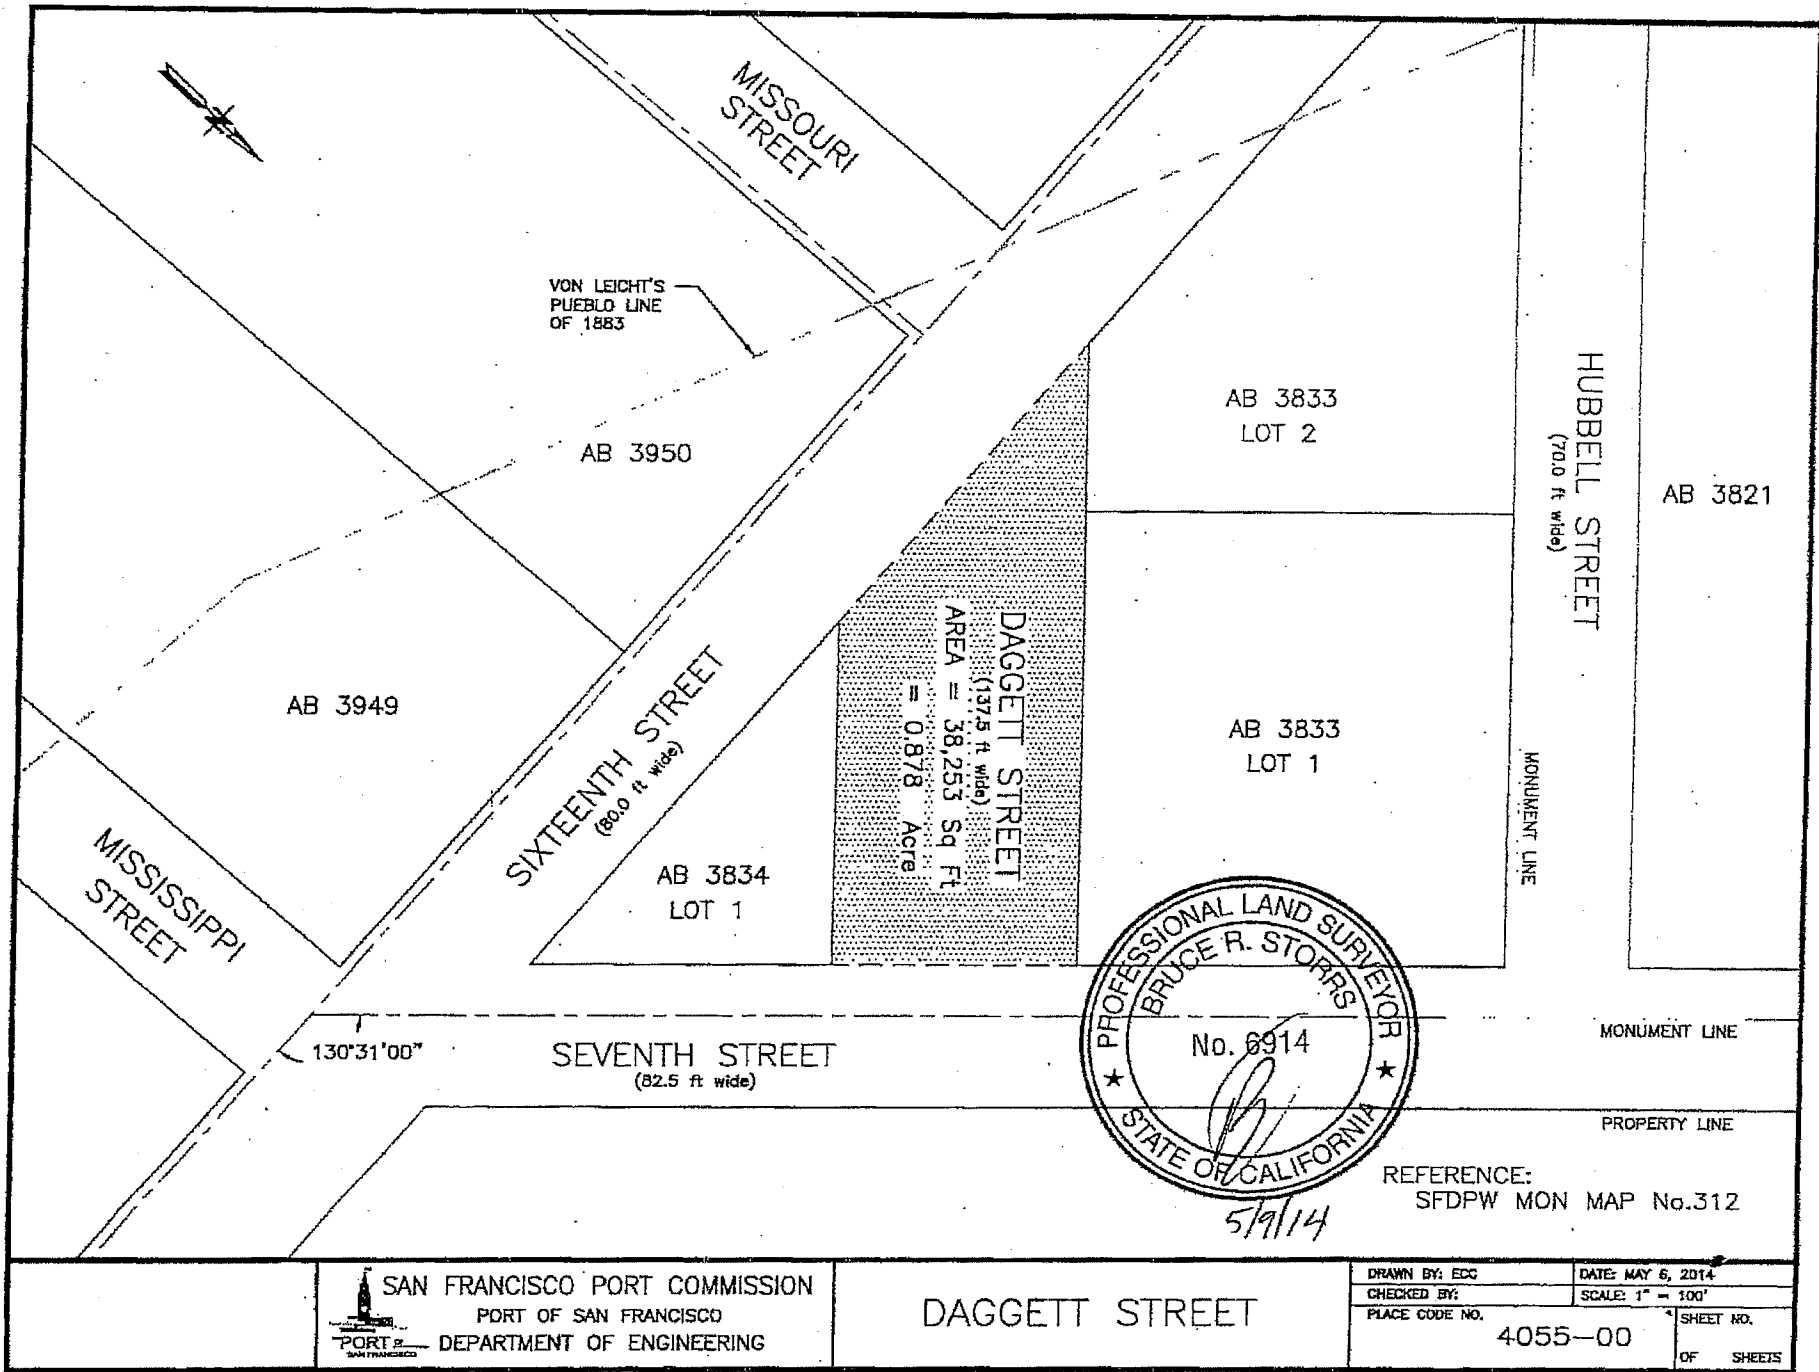 MISSOURI
STREET
VON LEICHT'S
PUEBLO LINE
OF 1883
AB 3950
AB 3833
LOT 2
HUBBELL STREET
(70.0 ft wide)
AB 3821
AB 3949
SIXTEENTH STREET
(80.0 ft wide)
DAGGETT STREET
(137.5 ft wide)
AREA = 38,253 Sq Ft
= 0.878 Acre
AB 3833
LOT 1
MONUMENT LINE
MISSISSIPPI
STREET
AB 3834
LOT 1
130°31'00"
SEVENTH STREET
(82.5 ft wide)
PROFESSIONAL LAND SURVEYOR
BRUCE R. STORRS
No. 6914
STATE OF CALIFORNIA
5/9/14
MONUMENT LINE
PROPERTY LINE
REFERENCE:
SFDPW MON MAP No.312
PORT
SAN FRANCISCO
SAN FRANCISCO PORT COMMISSION
PORT OF SAN FRANCISCO
DEPARTMENT OF ENGINEERING
DAGGETT STREET
DRAWN BY: ECC
DATE: MAY 6, 2014
CHECKED BY:
SCALE: 1" = 100'
PLACE CODE NO.
4055-00
SHEET NO.
OF SHEETS